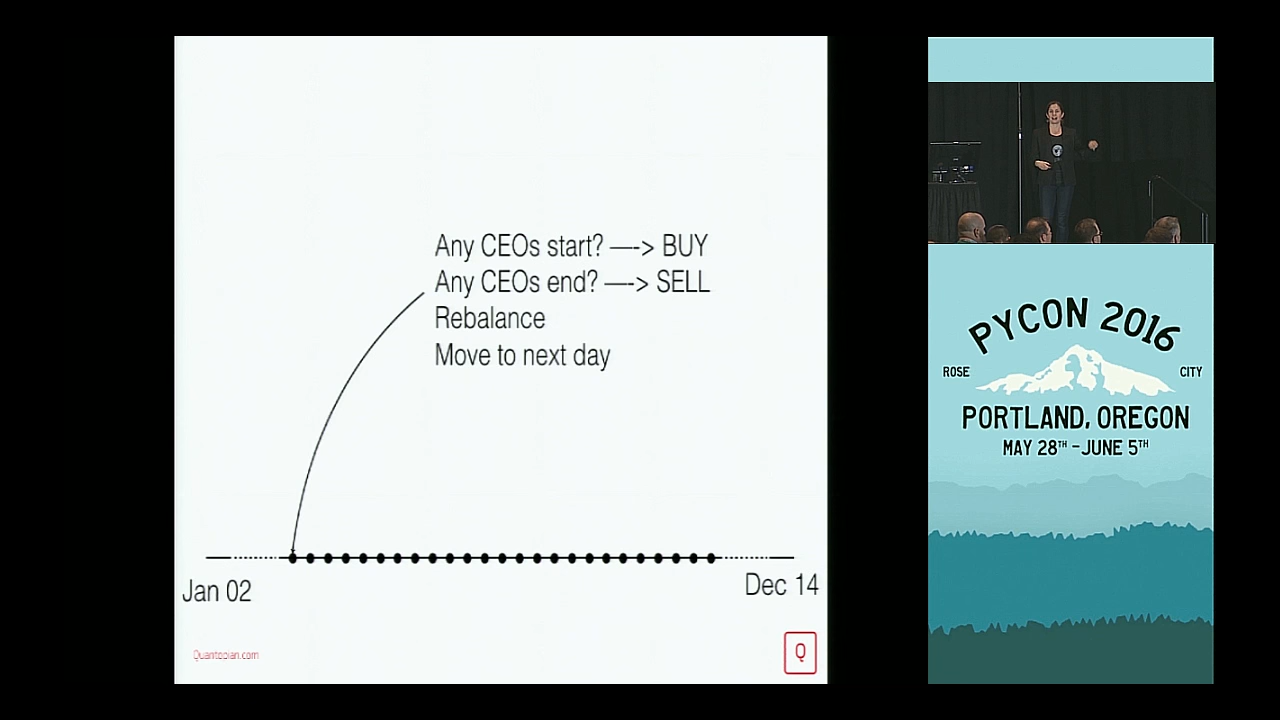 Any CEOs start? —-> BUY
Any CEOs end? —-> SELL
Rebalance
Move to next day
Jan 02
Dec 14
Quantopian.com
Q
PYCON 2016
ROSE
CITY
PORTLAND, OREGON
MAY 28TH - JUNE 5TH